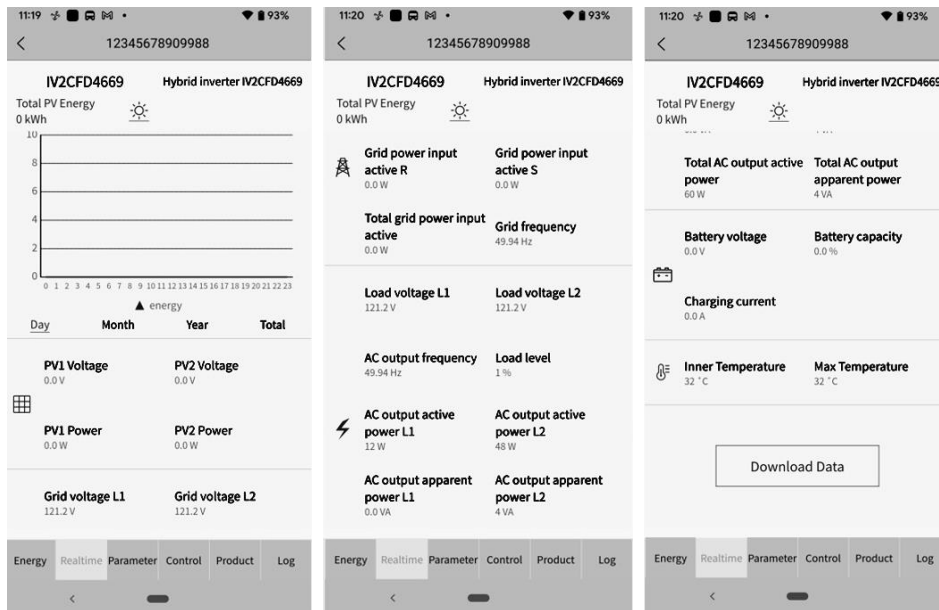 11:19 93%
12345678909988
IV2CFD4669 Hybrid inverter IV2CFD4669
Total PV Energy
0 kWh
10
8
6
4
2
0
0 1 2 3 4 5 6 7 8 9 10 11 12 13 14 15 16 17 18 19 20 21 22 23
▲ energy
Day Month Year Total
PV1 Voltage PV2 Voltage
0.0 V 0.0 V
PV1 Power PV2 Power
0.0 W 0.0 W
Grid voltage L1 Grid voltage L2
121.2 V 121.2 V
Energy Realtime Parameter Control Product Log
11:20 93%
12345678909988
IV2CFD4669 Hybrid inverter IV2CFD4669
Total PV Energy
0 kWh
Grid power input Grid power input
active R active S
0.0 W 0.0 W
Total grid power input
active Grid frequency
0.0 W 49.94 Hz
Load voltage L1 Load voltage L2
121.2 V 121.2 V
AC output frequency Load level
49.94 Hz 1 %
AC output active AC output active
power L1 power L2
12 W 48 W
AC output apparent AC output apparent
power L1 power L2
0.0 VA 4 VA
Energy Realtime Parameter Control Product Log
11:20 93%
12345678909988
IV2CFD4669 Hybrid inverter IV2CFD4669
Total PV Energy
0 kWh
Total AC output active Total AC output
power apparent power
60 W 4 VA
Battery voltage Battery capacity
0.0 V 0.0 %
Charging current
0.0 A
Inner Temperature Max Temperature
32 ˚C 32 ˚C
Download Data
Energy Realtime Parameter Control Product Log